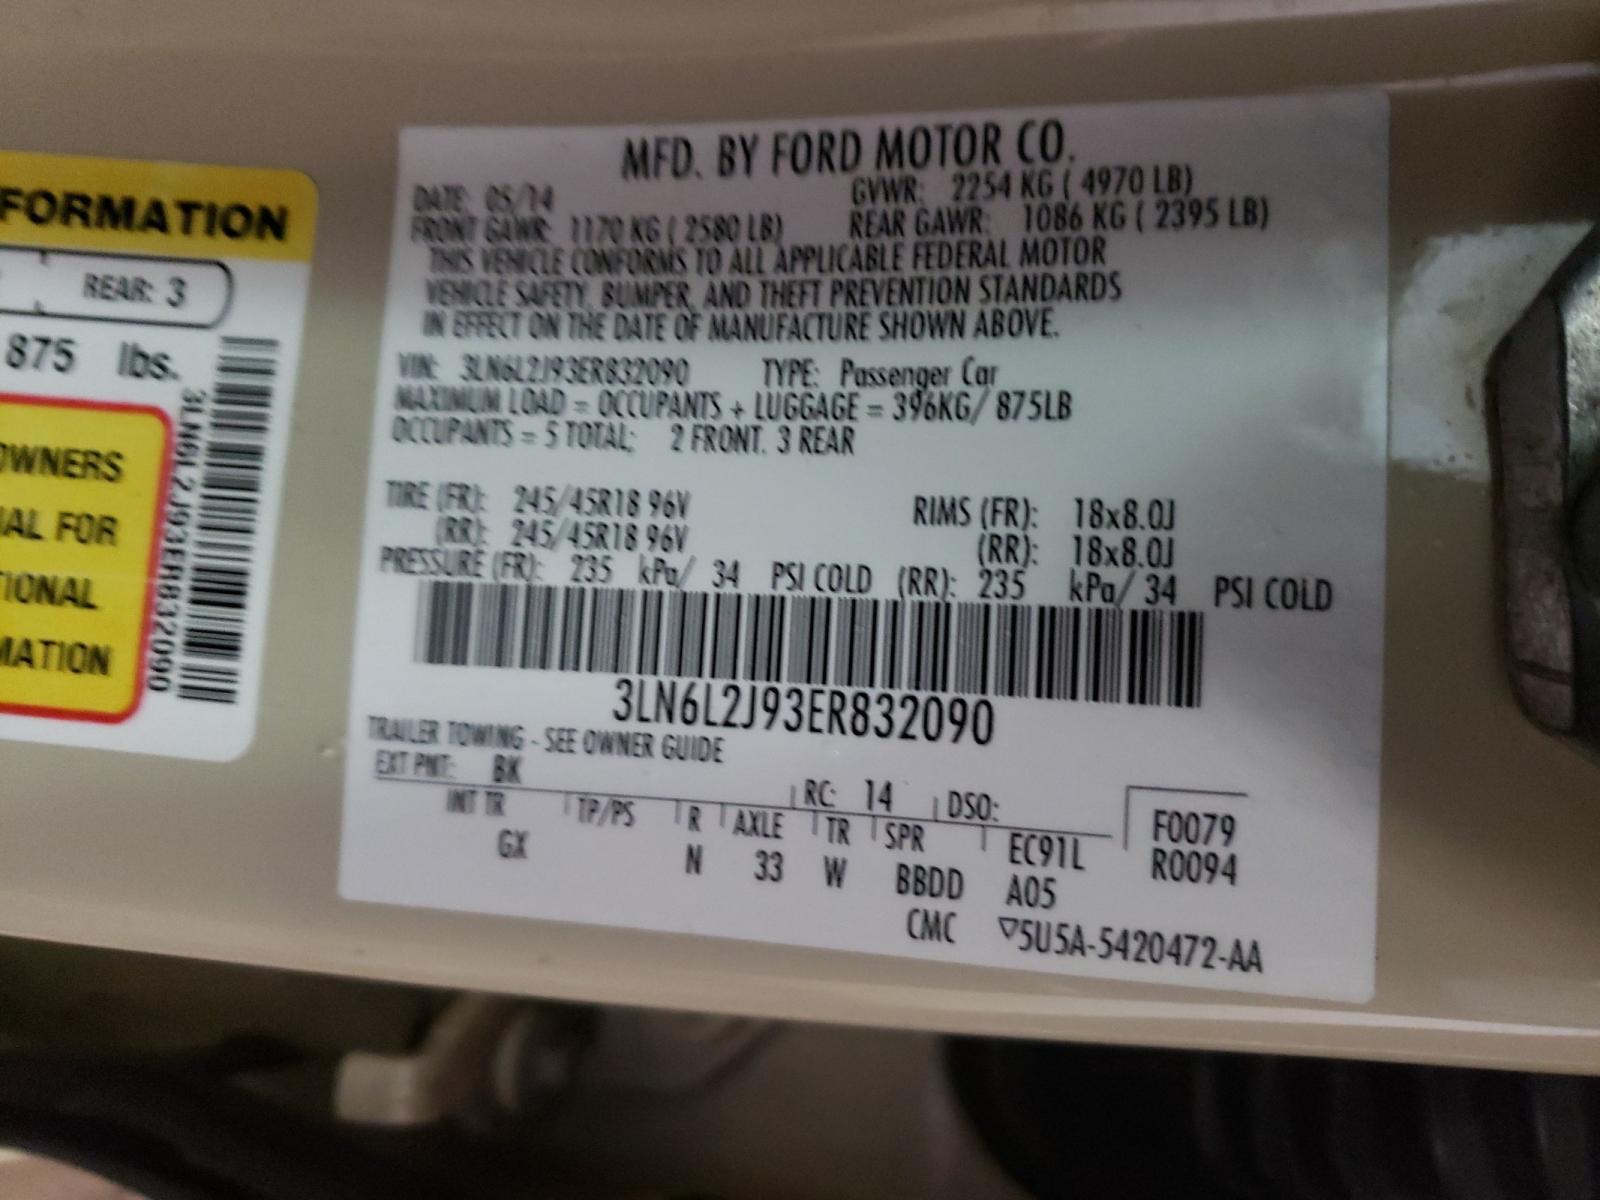 FORMATION
REAR: 3
875 lbs.
OWNERS
FOR
MATION
3LN6L2J93ER832090
MFD. BY FORD MOTOR CO.
DATE: 05/14 GVWR: 2254 KG ( 4970 LB)
FRONT GAWR: 1170 KG ( 2580 LB) REAR GAWR: 1086 KG ( 2395 LB)
THIS VEHICLE CONFORMS TO ALL APPLICABLE FEDERAL MOTOR
VEHICLE SAFETY, BUMPER, AND THEFT PREVENTION STANDARDS
IN EFFECT ON THE DATE OF MANUFACTURE SHOWN ABOVE.
VIN: 3LN6L2J93ER832090 TYPE: Passenger Car
MAXIMUM LOAD = OCCUPANTS + LUGGAGE = 396KG/ 875LB
OCCUPANTS = 5 TOTAL; 2 FRONT, 3 REAR
TIRE (FR): 245/45R18 96V RIMS (FR): 18x8.0J
(RR): 245/45R18 96V (RR): 18x8.0J
PRESSURE (FR): 235 kPa/ 34 PSI COLD (RR): 235 kPa/ 34 PSI COLD
3LN6L2J93ER832090
TRAILER TOWING - SEE OWNER GUIDE
EXT PNT: BK RC: 14 DSO: F0079
INT TR TP/PS R AXLE TR SPR EC91L R0094
GX N 33 W BBDD A05
CMC ▽5U5A-5420472-AA